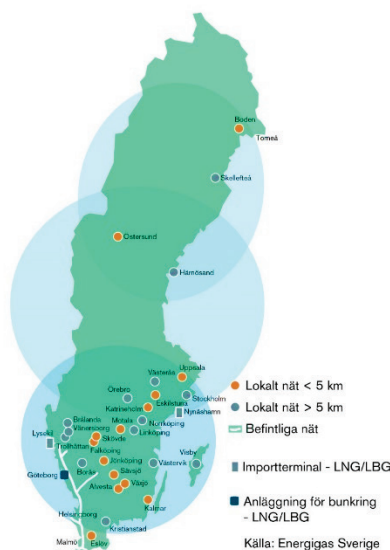 Boden
Torneå
Skellefteå
Östersund
Härnösand
Uppsala
Västerås
Örebro
Stockholm
Eskilstuna
Nynäshamn
Katrineholm
Brålanda
Vänersborg
Motala
Norrköping
Linköping
Lysekil
Trollhättan
Skövde
Falköping
Jönköping
Göteborg
Borås
Sävsjö
Västervik
Visby
Alvesta
Växjö
Kalmar
Helsingborg
Kristianstad
Malmö
Eslöv
Lokalt nät < 5 km
Lokalt nät > 5 km
Befintliga nät
Importterminal - LNG/LBG
Anläggning för bunkring
- LNG/LBG
Källa: Energigas Sverige